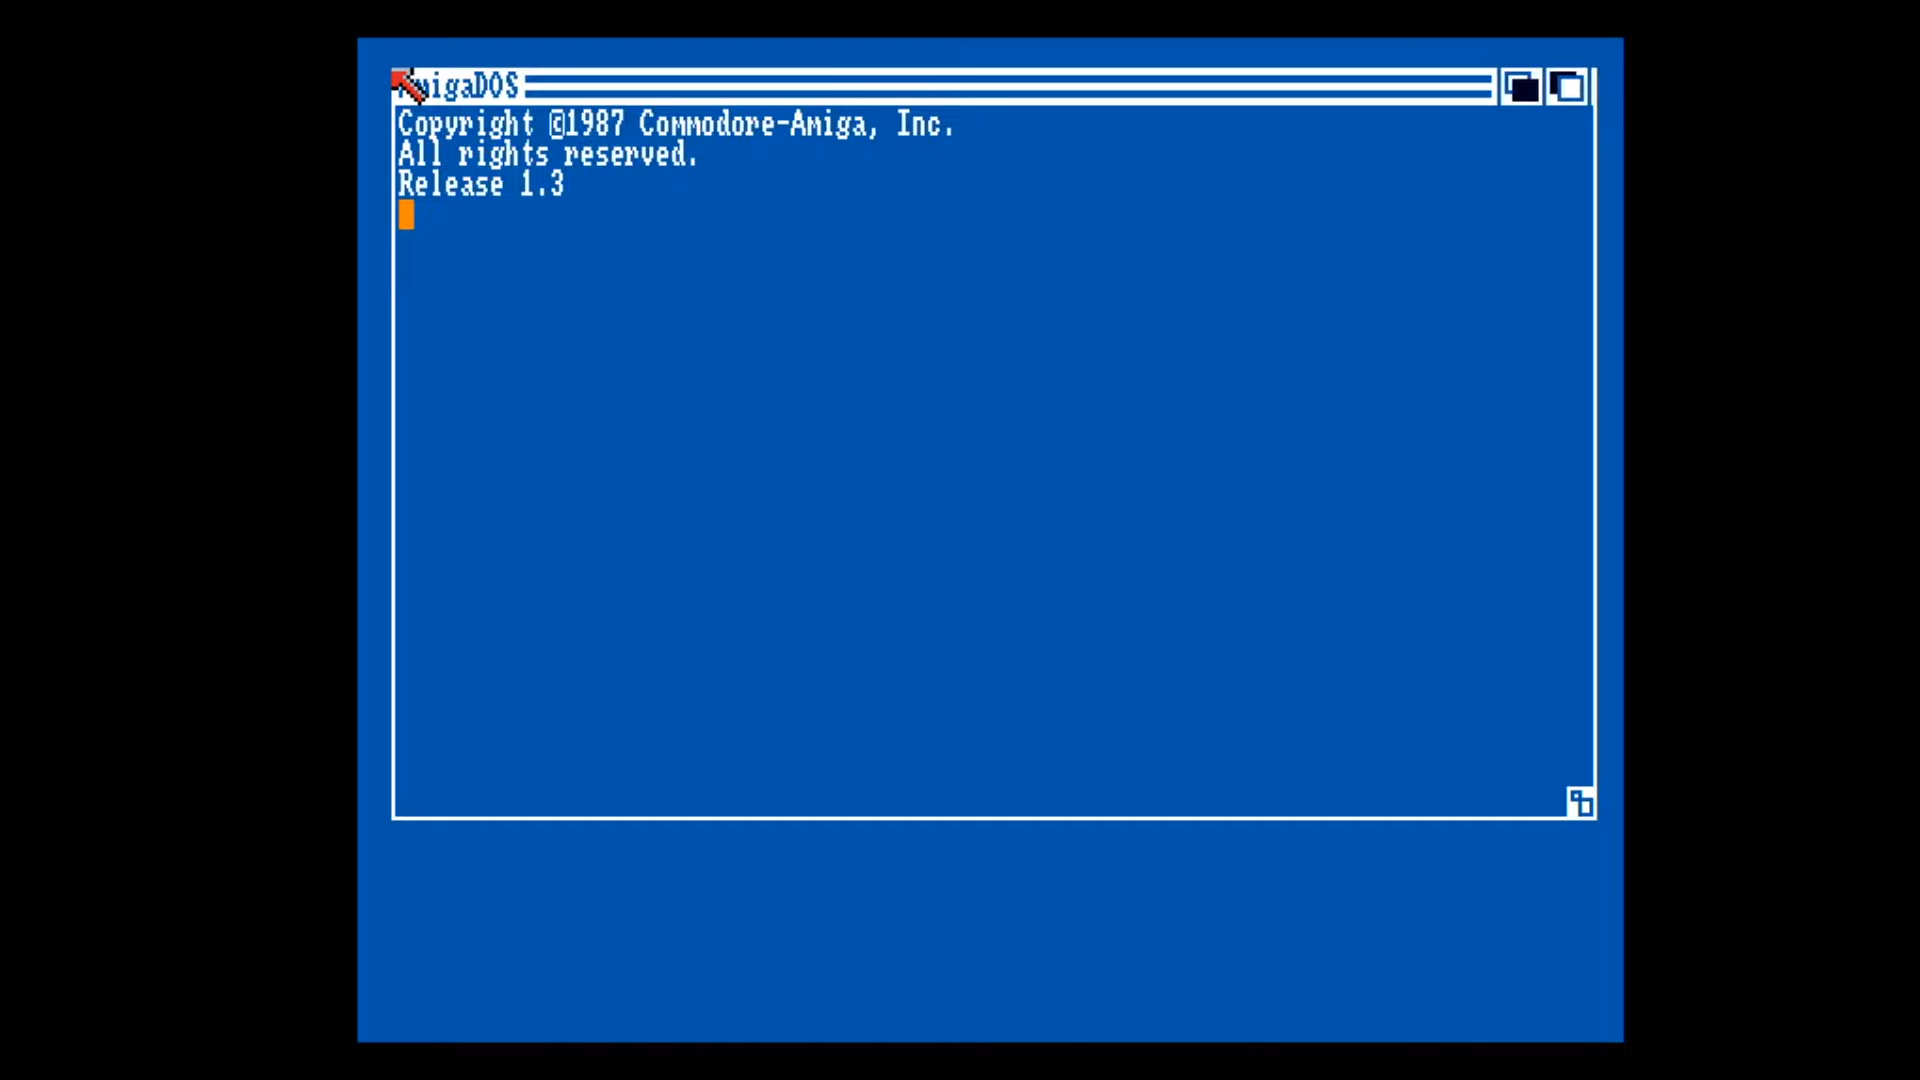 AmigaDOS
Copyright ©1987 Commodore-Amiga, Inc.
All rights reserved.
Release 1.3